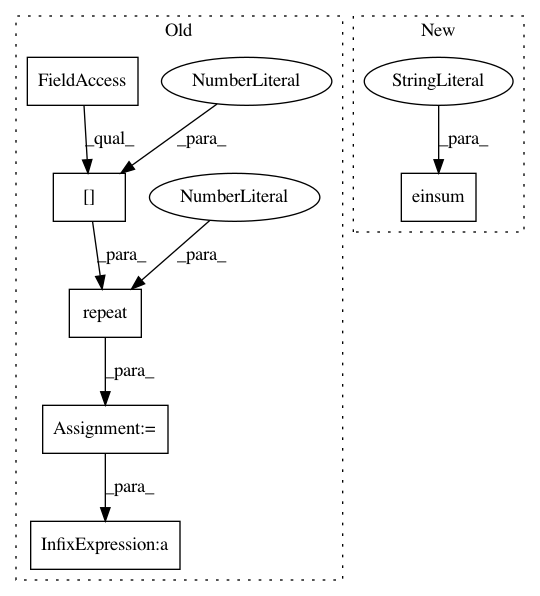 Old
New
FieldAccess
NumberLiteral
StringLiteral
_qual_
_para_
_para_
[]
NumberLiteral
einsum
_para_
_para_
repeat
_para_
Assignment:=
_para_
InfixExpression:a